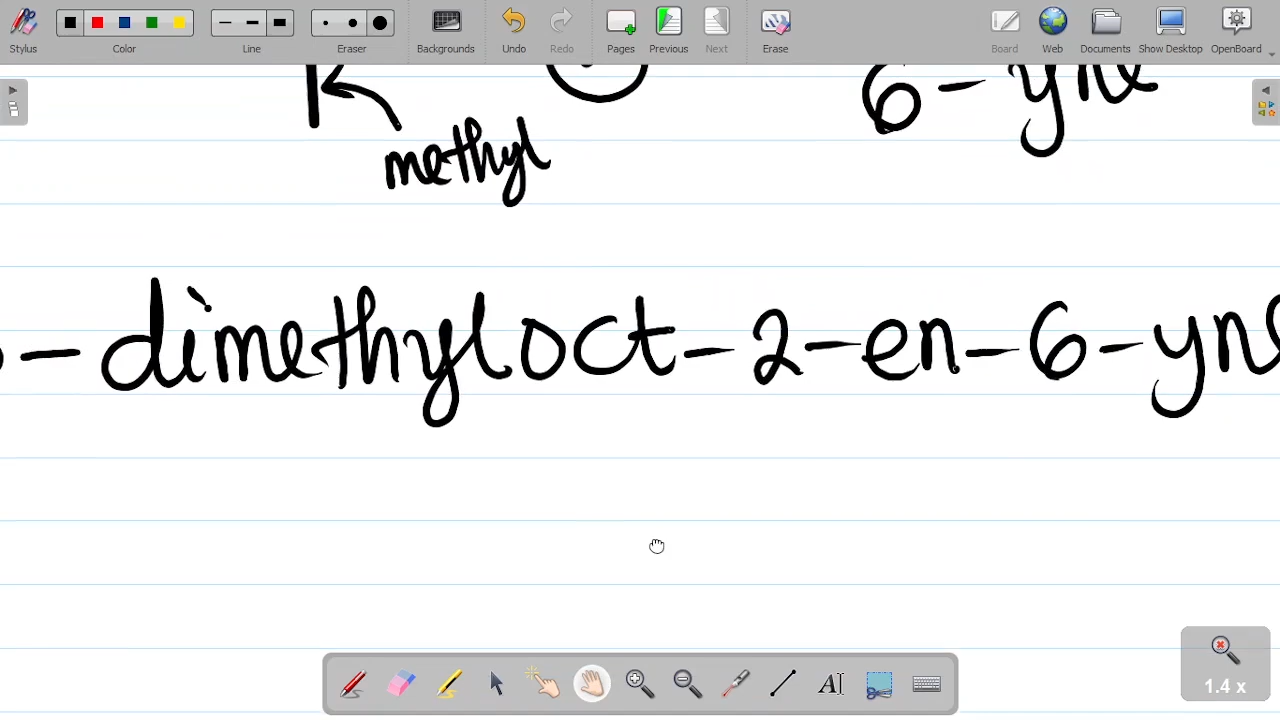 Stylus Color Line Eraser Backgrounds Undo Redo Pages Previous Next Erase Board Web Documents Show Desktop OpenBoard
6 - yne
methyl
- dimethyloct - 2 - en - 6 - yne
1.4 x